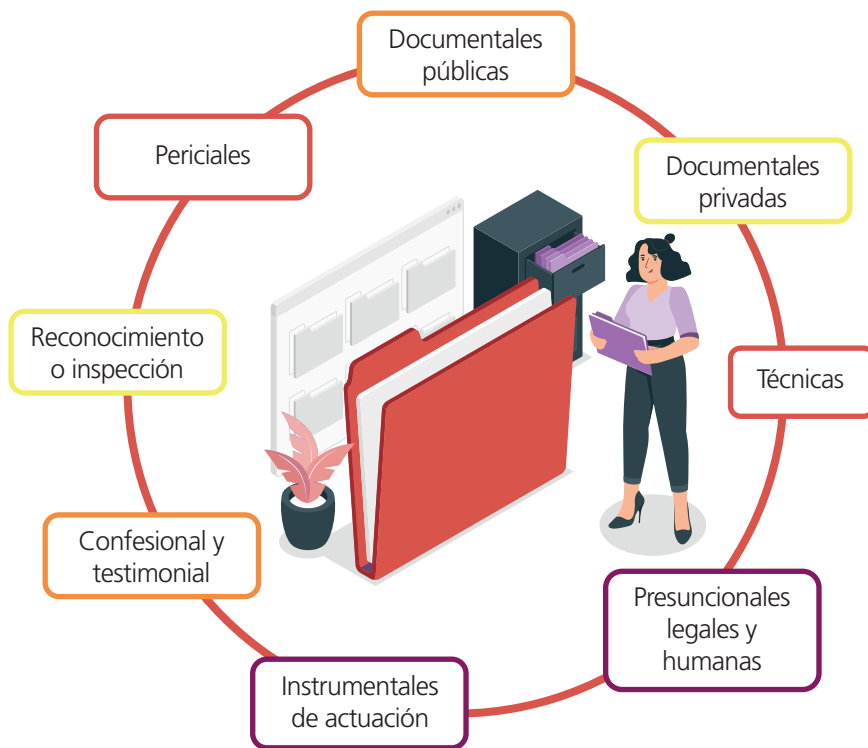 Documentales
públicas
Documentales
privadas
Técnicas
Presuncionales
legales y
humanas
Instrumentales
de actuación
Confesional y
testimonial
Reconocimiento
o inspección
Periciales